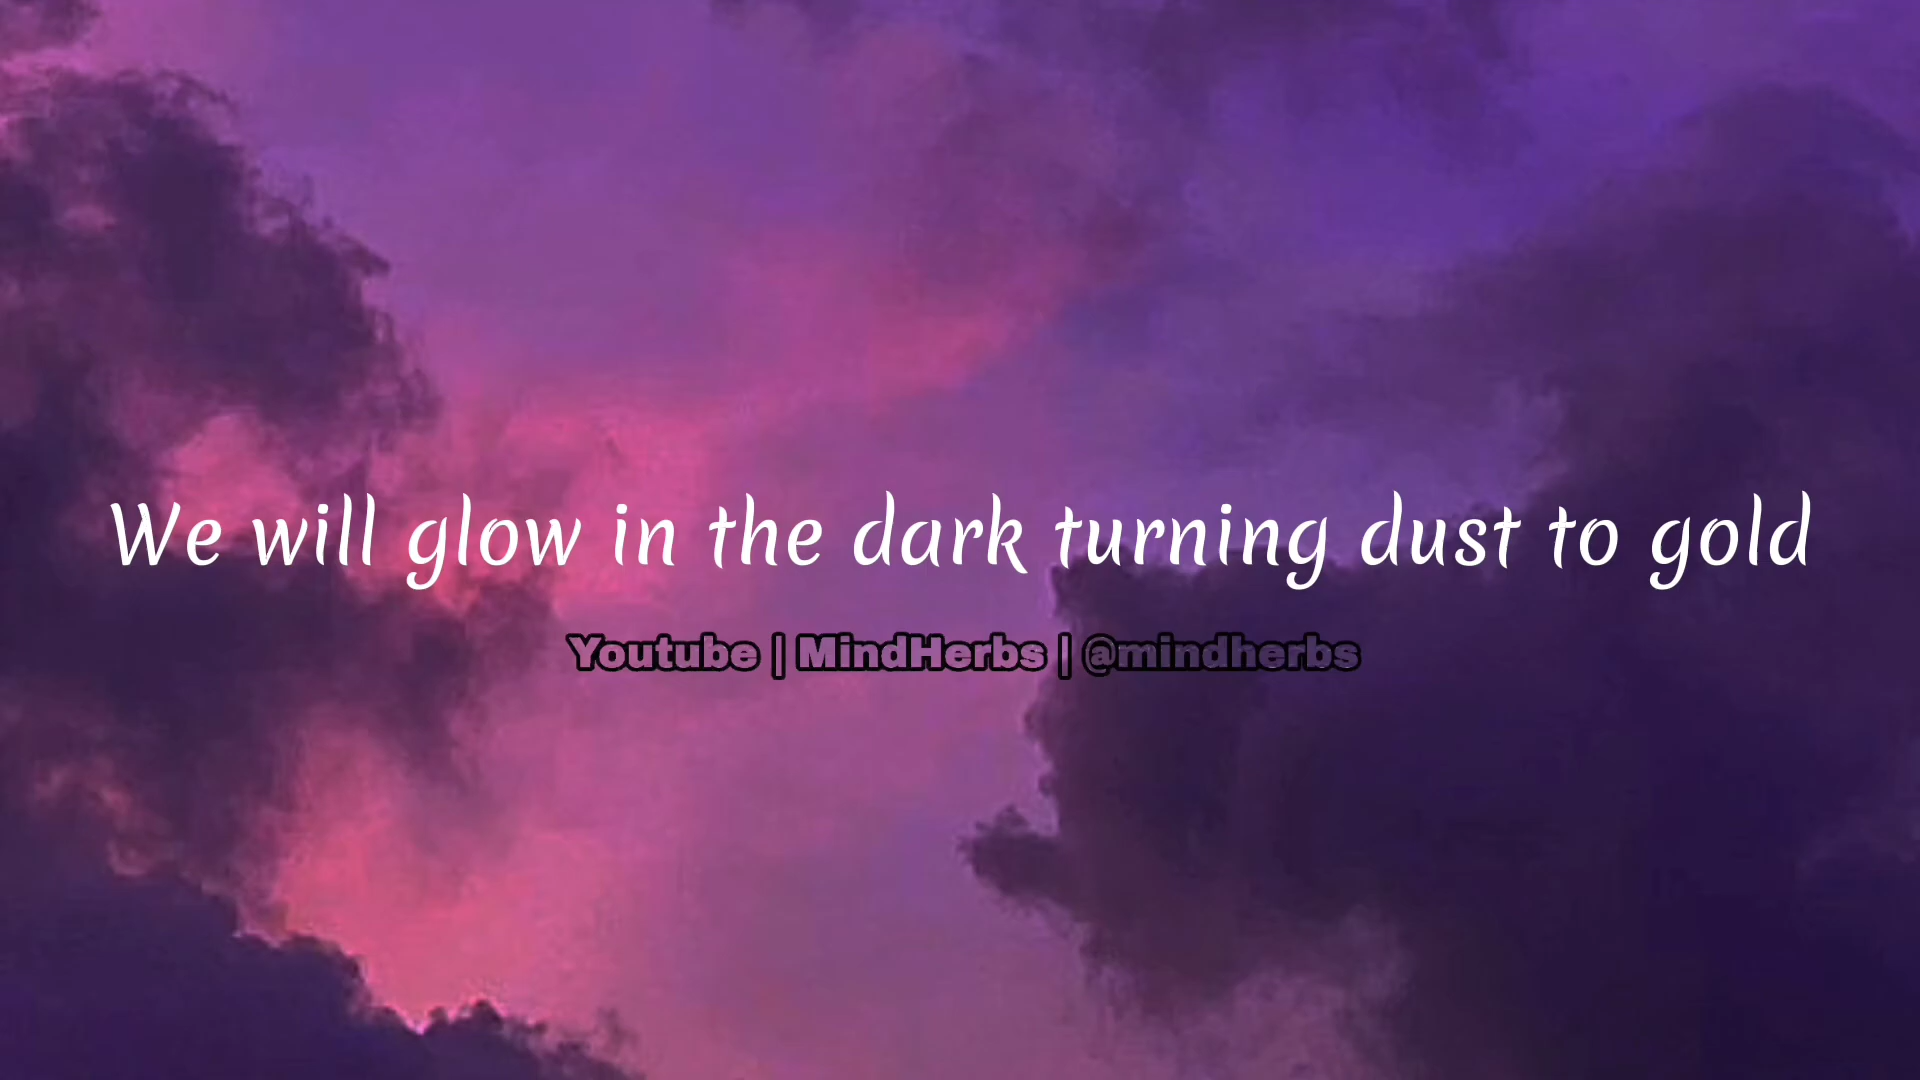 We will glow in the dark turning dust to gold
Youtube | MindHerbs | @mindherbs